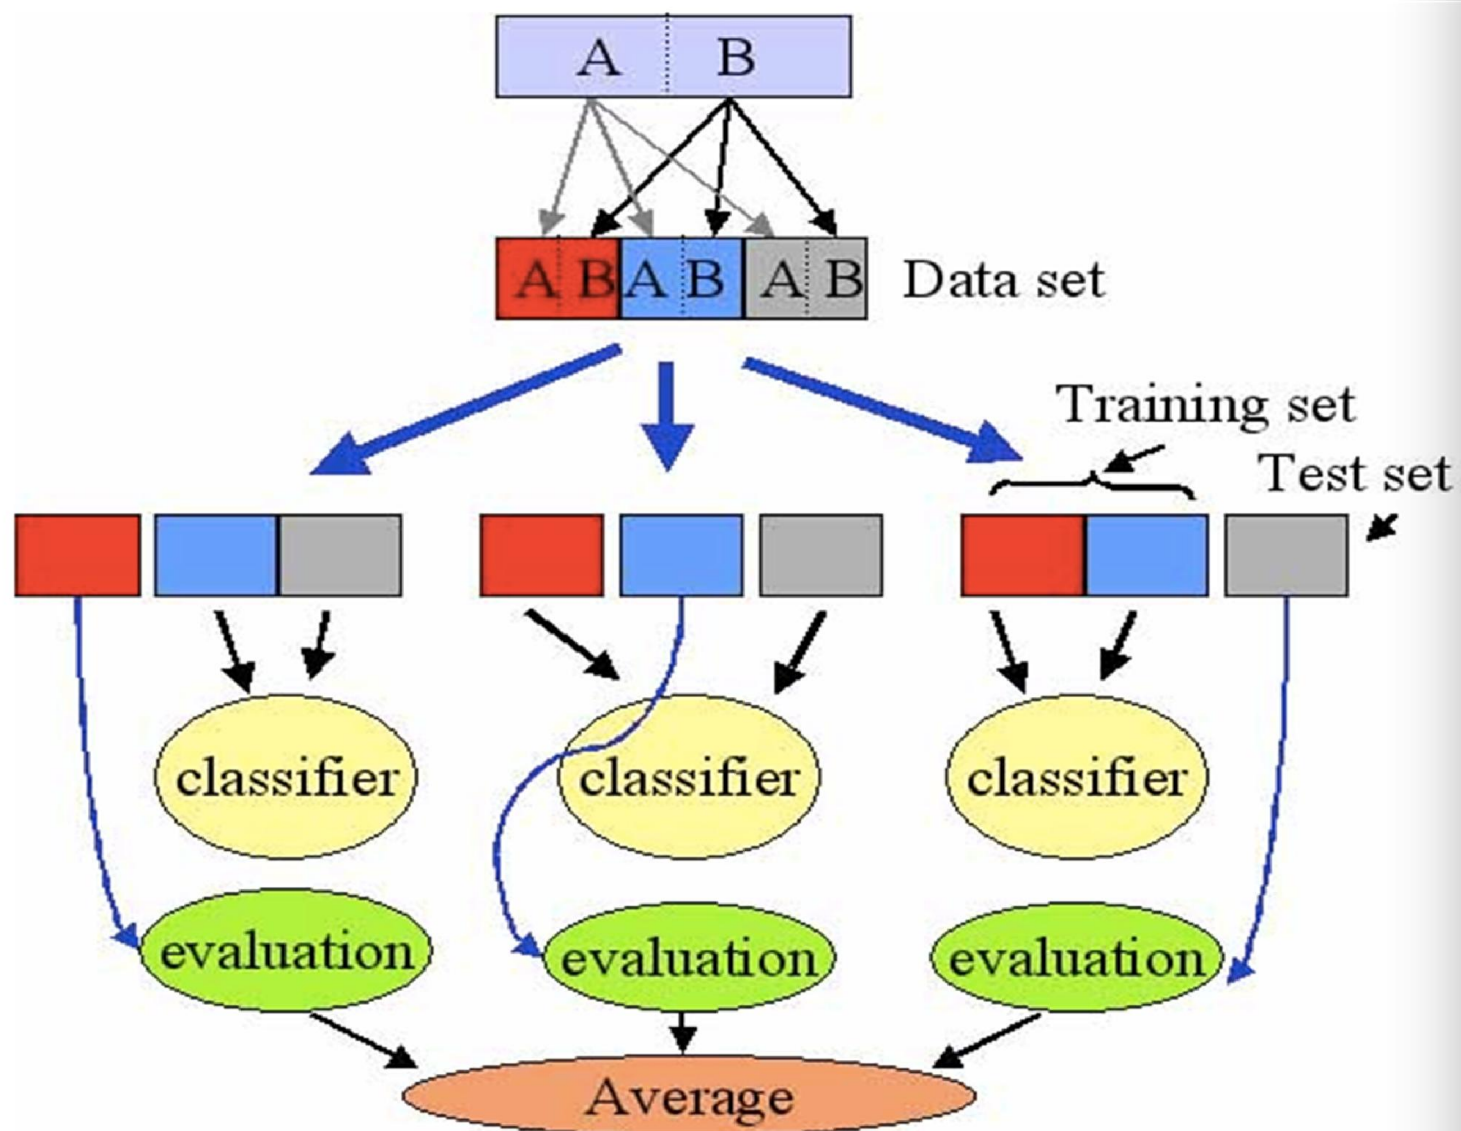 A B
A B A B A B Data set
Training set
Test set
classifier classifier classifier
evaluation evaluation evaluation
Average